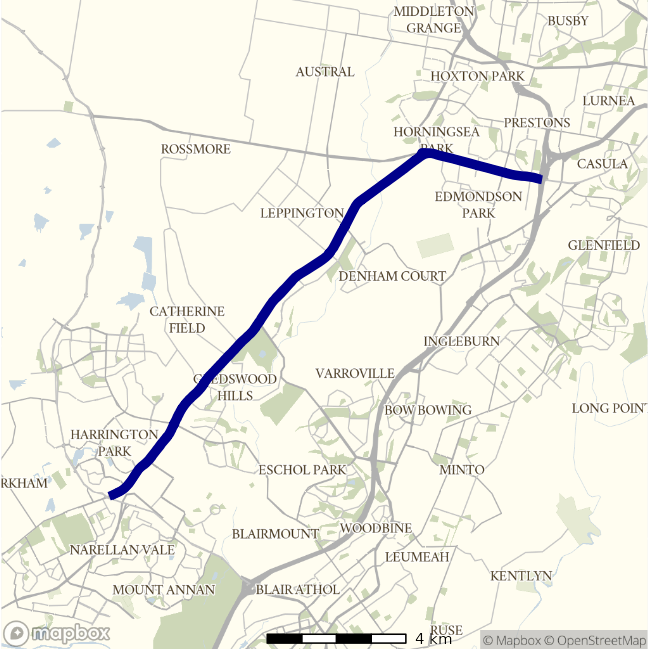 MIDDLETON
GRANGE
BUSBY
AUSTRAL
HOXTON PARK
LURNEA
PRESTONS
HORNINGSEA
PARK
ROSSMORE
CASULA
EDMONDSON
PARK
LEPPINGTON
GLENFIELD
DENHAM COURT
CATHERINE
FIELD
INGLEBURN
VARROVILLE
HILLS
BOW BOWING
LONG POINT
HARRINGTON
PARK
ESCHOL PARK
MINTO
RKHAM
BLAIRMOUNT
WOODBINE
NARELLAN VALE
LEUMEAH
KENTLYN
MOUNT ANNAN
BLAIR ATHOL
RUSE
4 km
mapbox
© Mapbox © OpenStreetMap